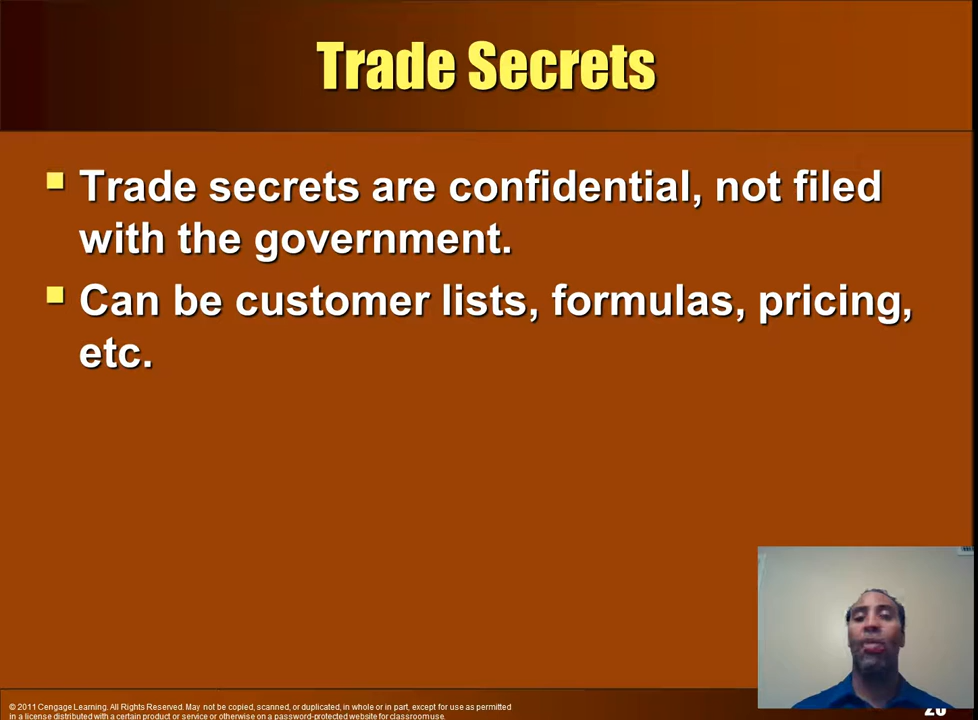 Trade Secrets
Trade secrets are confidential, not filed
with the government.
Can be customer lists, formulas, pricing,
etc.
© 2011 Cengage Learning. All Rights Reserved. May not be copied, scanned, or duplicated, in whole or in part, except for use as permitted
in a license distributed with a certain product or service or otherwise on a password-protected website for classroom use.